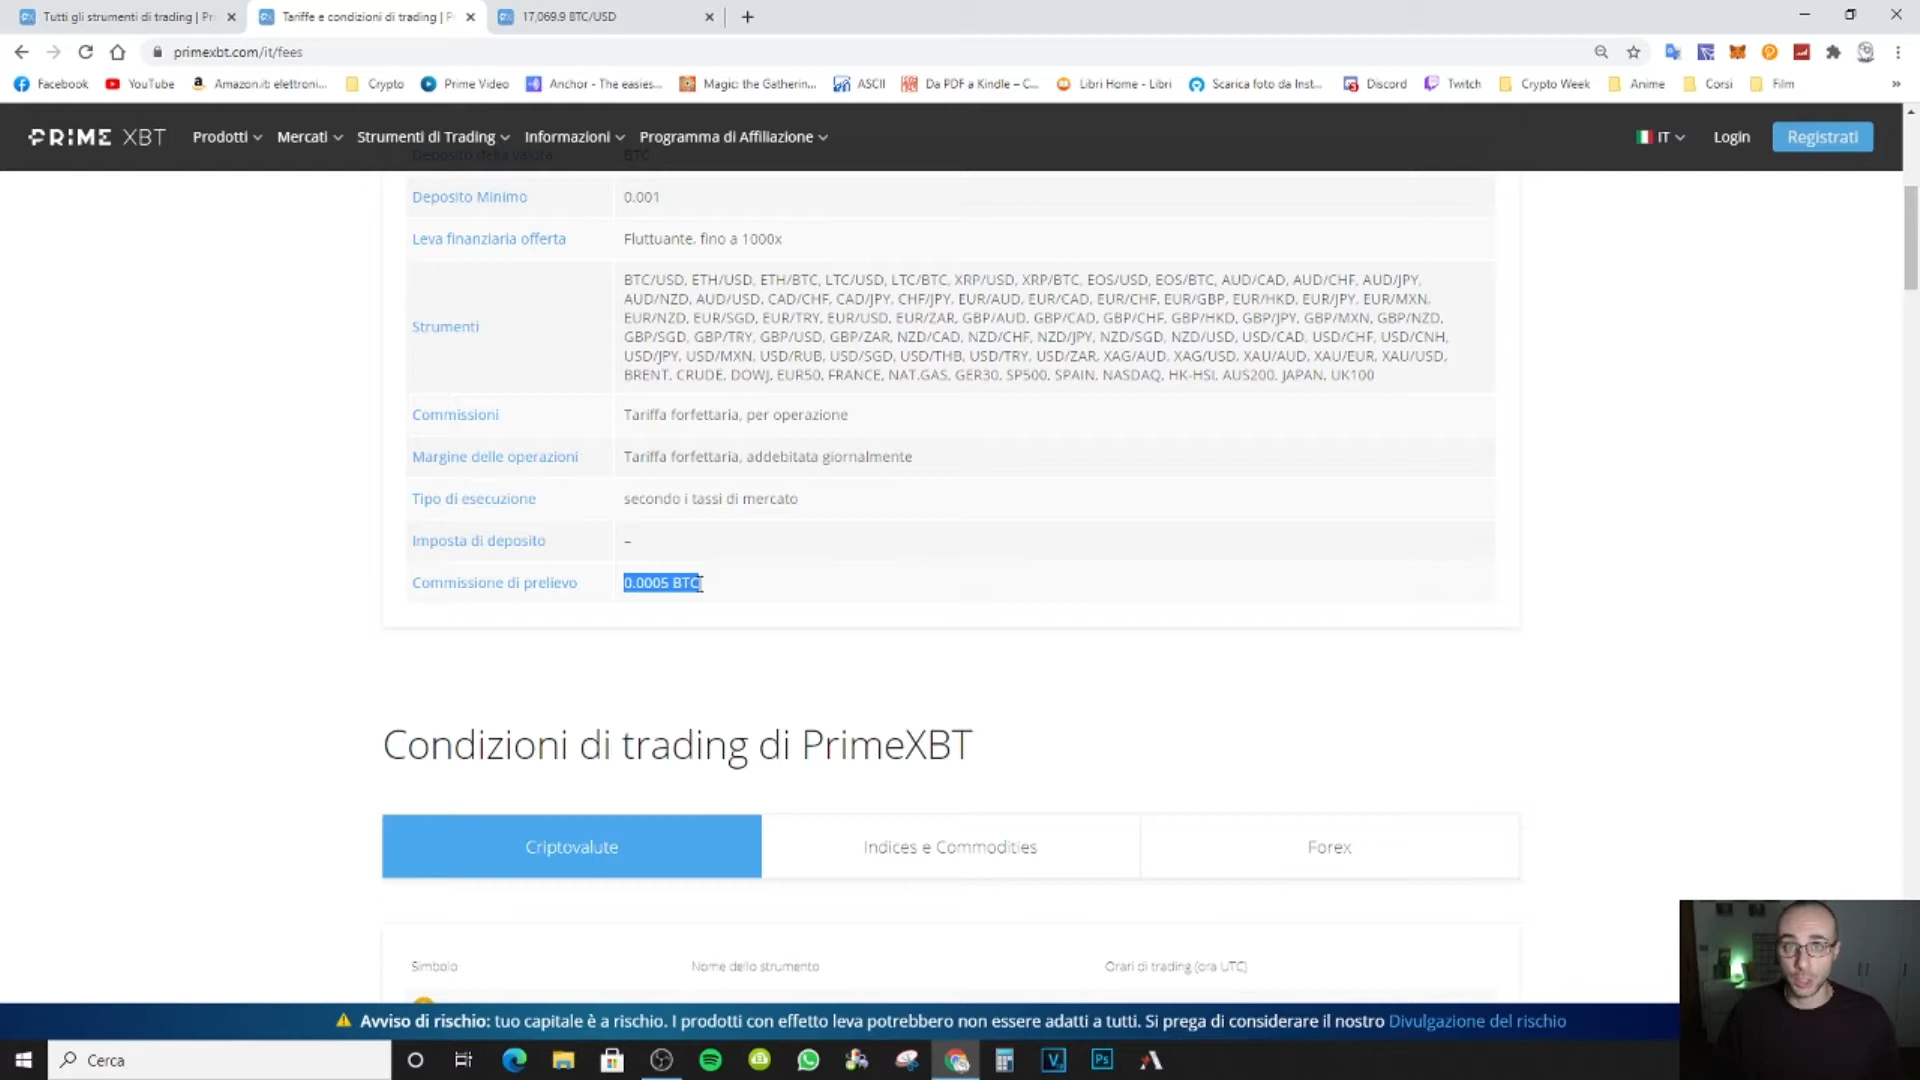 Tutti gli strumenti di trading | Pri
Tariffe e condizioni di trading | P
17,069.9 BTC/USD
primexbt.com/it/fees
Facebook
YouTube
Amazon.it: elettroni...
Crypto
Prime Video
Anchor - The easies...
Magic: the Gatherin...
ASCII
Da PDF a Kindle – C...
Libri Home - Libri
Scarica foto da Inst...
Discord
Twitch
Crypto Week
Anime
Corsi
Film
PRIME XBT
Prodotti
Mercati
Strumenti di Trading
Informazioni
Programma di Affiliazione
IT
Login
Registrati
Deposito della valuta
BTC
Deposito Minimo
0.001
Leva finanziaria offerta
Fluttuante, fino a 1000x
Strumenti
BTC/USD, ETH/USD, ETH/BTC, LTC/USD, LTC/BTC, XRP/USD, XRP/BTC, EOS/USD, EOS/BTC, AUD/CAD, AUD/CHF, AUD/JPY,
AUD/NZD, AUD/USD, CAD/CHF, CAD/JPY, CHF/JPY, EUR/AUD, EUR/CAD, EUR/CHF, EUR/GBP, EUR/HKD, EUR/JPY, EUR/MXN,
EUR/NZD, EUR/SGD, EUR/TRY, EUR/USD, EUR/ZAR, GBP/AUD, GBP/CAD, GBP/CHF, GBP/HKD, GBP/JPY, GBP/MXN, GBP/NZD,
GBP/SGD, GBP/TRY, GBP/USD, GBP/ZAR, NZD/CAD, NZD/CHF, NZD/JPY, NZD/SGD, NZD/USD, USD/CAD, USD/CHF, USD/CNH,
USD/JPY, USD/MXN, USD/RUB, USD/SGD, USD/THB, USD/TRY, USD/ZAR, XAG/AUD, XAG/USD, XAU/AUD, XAU/EUR, XAU/USD,
BRENT, CRUDE, DOWJ, EUR50, FRANCE, NAT.GAS, GER30, SP500, SPAIN, NASDAQ, HK-HSI, AUS200, JAPAN, UK100
Commissioni
Tariffa forfettaria, per operazione
Margine delle operazioni
Tariffa forfettaria, addebitata giornalmente
Tipo di esecuzione
secondo i tassi di mercato
Imposta di deposito
–
Commissione di prelievo
0.0005 BTC
Condizioni di trading di PrimeXBT
Criptovalute
Indices e Commodities
Forex
Simbolo
Nome dello strumento
Orari di trading (ora UTC)
Avviso di rischio: tuo capitale è a rischio. I prodotti con effetto leva potrebbero non essere adatti a tutti. Si prega di considerare il nostro Divulgazione del rischio
Cerca